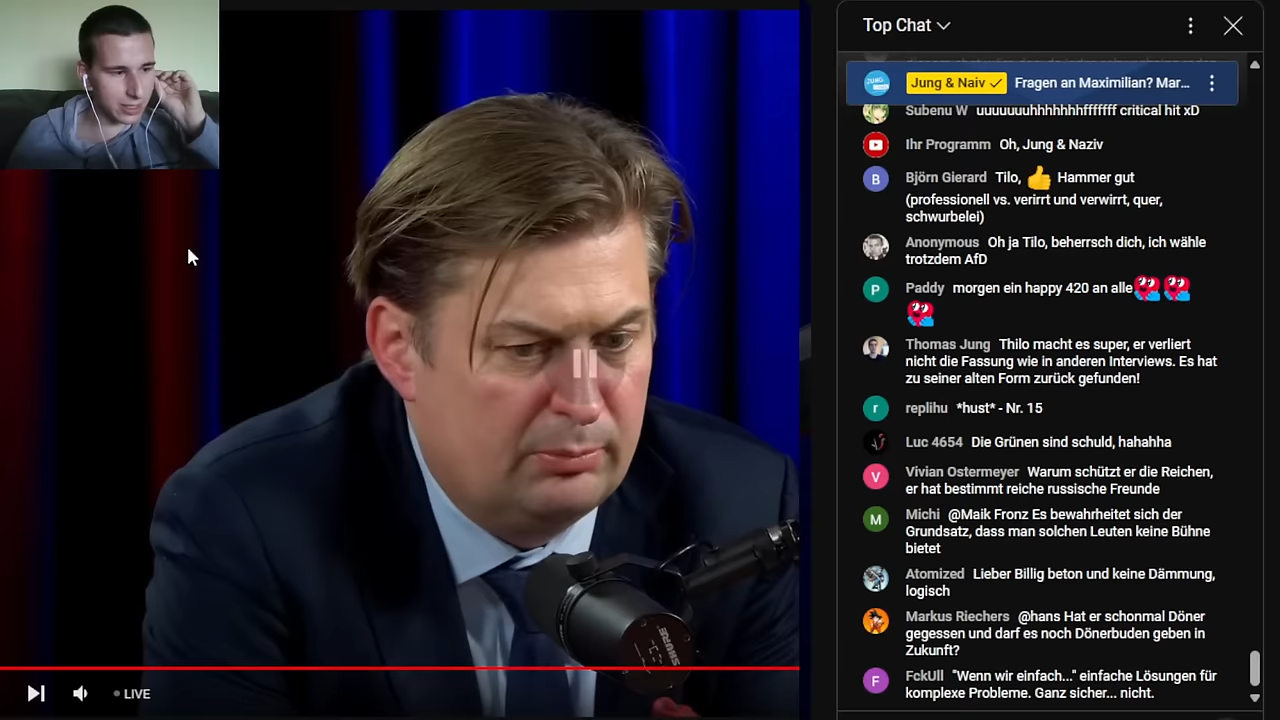 Top Chat
Jung & Naiv Fragen an Maximilian? Mar...
Subenu W uuuuuuuhhhhhhhffffffff critical hit xD
Ihr Programm Oh, Jung & Naziv
Björn Gierard Tilo, 👍 Hammer gut
(professionell vs. verirrt und verwirrt, quer,
schwurbelei)
Anonymous Oh ja Tilo, beherrsch dich, ich wähle
trotzdem AfD
Paddy morgen ein happy 420 an alle
Thomas Jung Thilo macht es super, er verliert
nicht die Fassung wie in anderen Interviews. Es hat
zu seiner alten Form zurück gefunden!
replihu *hust* - Nr. 15
Luc 4654 Die Grünen sind schuld, hahahha
Vivian Ostermeyer Warum schützt er die Reichen,
er hat bestimmt reiche russische Freunde
Michi @Maik Fronz Es bewahrheitet sich der
Grundsatz, dass man solchen Leuten keine Bühne
bietet
Atomized Lieber Billig beton und keine Dämmung,
logisch
Markus Riechers @hans Hat er schonmal Döner
gegessen und darf es noch Dönerbuden geben in
Zukunft?
FckUll "Wenn wir einfach..." einfache Lösungen für
komplexe Probleme. Ganz sicher... nicht.
SHURE
LIVE